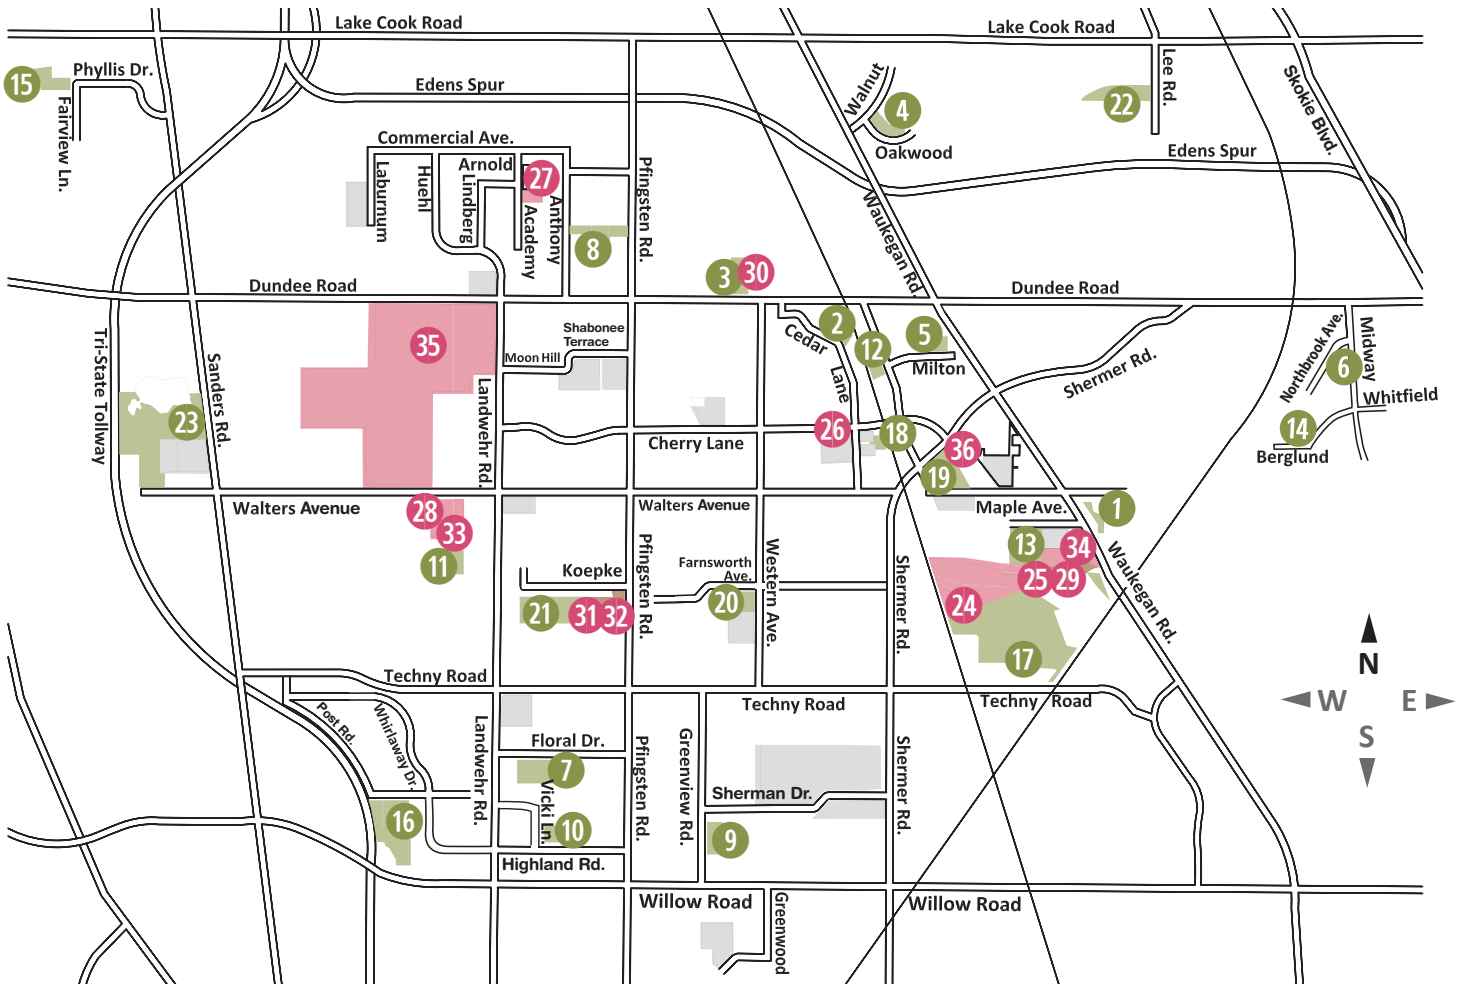 Lake Cook Road
Lake Cook Road
15
Phyllis Dr.
Fairview Ln.
Edens Spur
Walnut
4
Oakwood
22
Lee Rd.
Skokie Blvd.
Edens Spur
Commercial Ave.
Laburnum
Huehl
Arnold
Lindberg
27
Academy
Anthony
8
Pfingsten Rd.
Waukegan Rd.
3
30
Dundee Road
Dundee Road
Tri-State Tollway
Sanders Rd.
35
Shabonee
Terrace
Moon Hill
Cedar
Lane
2
12
5
Milton
Shermer Rd.
Northbrook Ave.
Midway
6
Whitfield
14
Berglund
23
Landwehr Rd.
Cherry Lane
26
18
36
19
Walters Avenue
Walters Avenue
Maple Ave.
1
28
33
11
Koepke
Pfingsten Rd.
Farnsworth
Ave.
Western Ave.
20
21
31
32
Shermer Rd.
13
34
25
29
24
17
Waukegan Rd.
N
W
E
S
Techny Road
Techny Road
Techny Road
Post Rd.
Whirlaway Dr.
Landwehr Rd.
Floral Dr.
7
Vicki Ln.
10
Pfingsten Rd.
Greenview Rd.
Sherman Dr.
Shermer Rd.
16
9
Highland Rd.
Willow Road
Willow Road
Greenwood